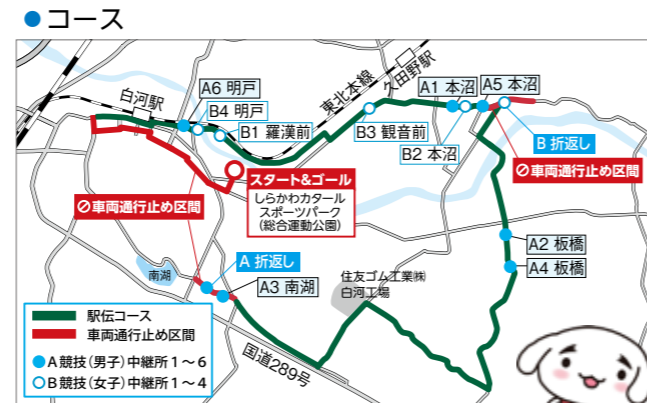 ●コース
白河駅
A6 明戸
B4 明戸
B1 羅漢前
東北本線
久田野駅
B3 観音前
A1 本沼
B2 本沼
A5 本沼
B 折返し
車両通行止め区間
スタート&ゴール
しらかわカタール
スポーツパーク
(総合運動公園)
車両通行止め区間
A 折返し
南湖
A3 南湖
A2 板橋
A4 板橋
住友ゴム工業㈱
白河工場
国道289号
駅伝コース
車両通行止め区間
A競技(男子)中継所1～6
B競技(女子)中継所1～4